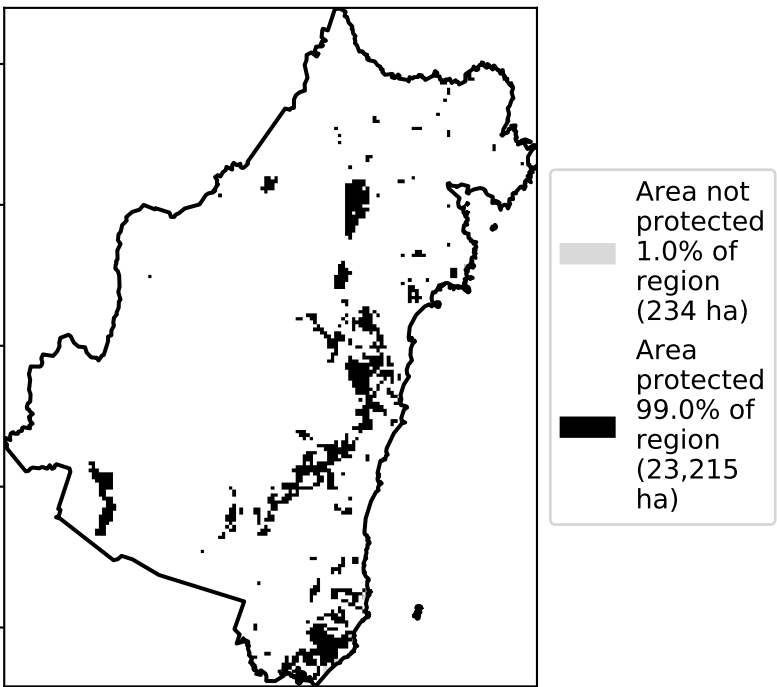 Area not
protected
1.0% of
region
(234 ha)
Area
protected
99.0% of
region
(23,215
ha)